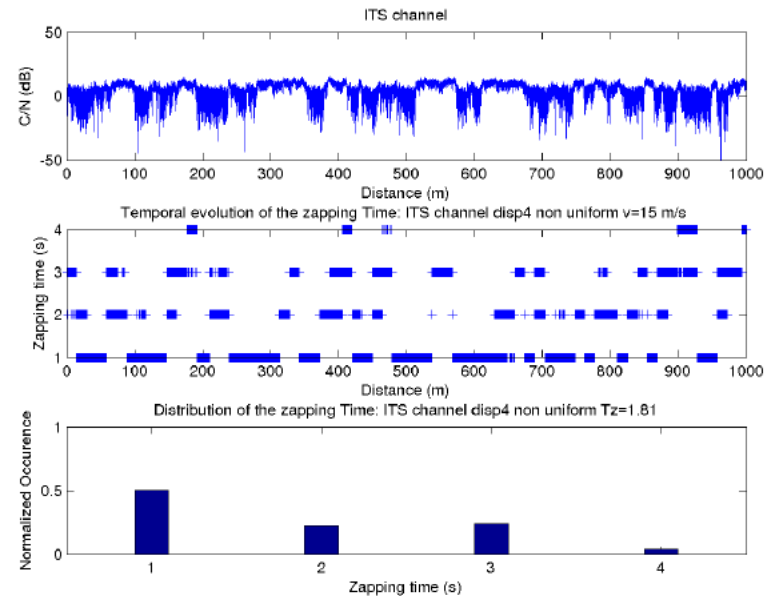 ITS channel
50
0
-50
C/N (dB)
0 100 200 300 400 500 600 700 800 900 1000
Distance (m)
Temporal evolution of the zapping Time: ITS channel disp4 non uniform v=15 m/s
4
3
2
1
Zapping time (s)
0 100 200 300 400 500 600 700 800 900 1000
Distance (m)
Distribution of the zapping Time: ITS channel disp4 non uniform Tz=1.81
1
0.5
0
Normalized Occurence
1 2 3 4
Zapping time (s)